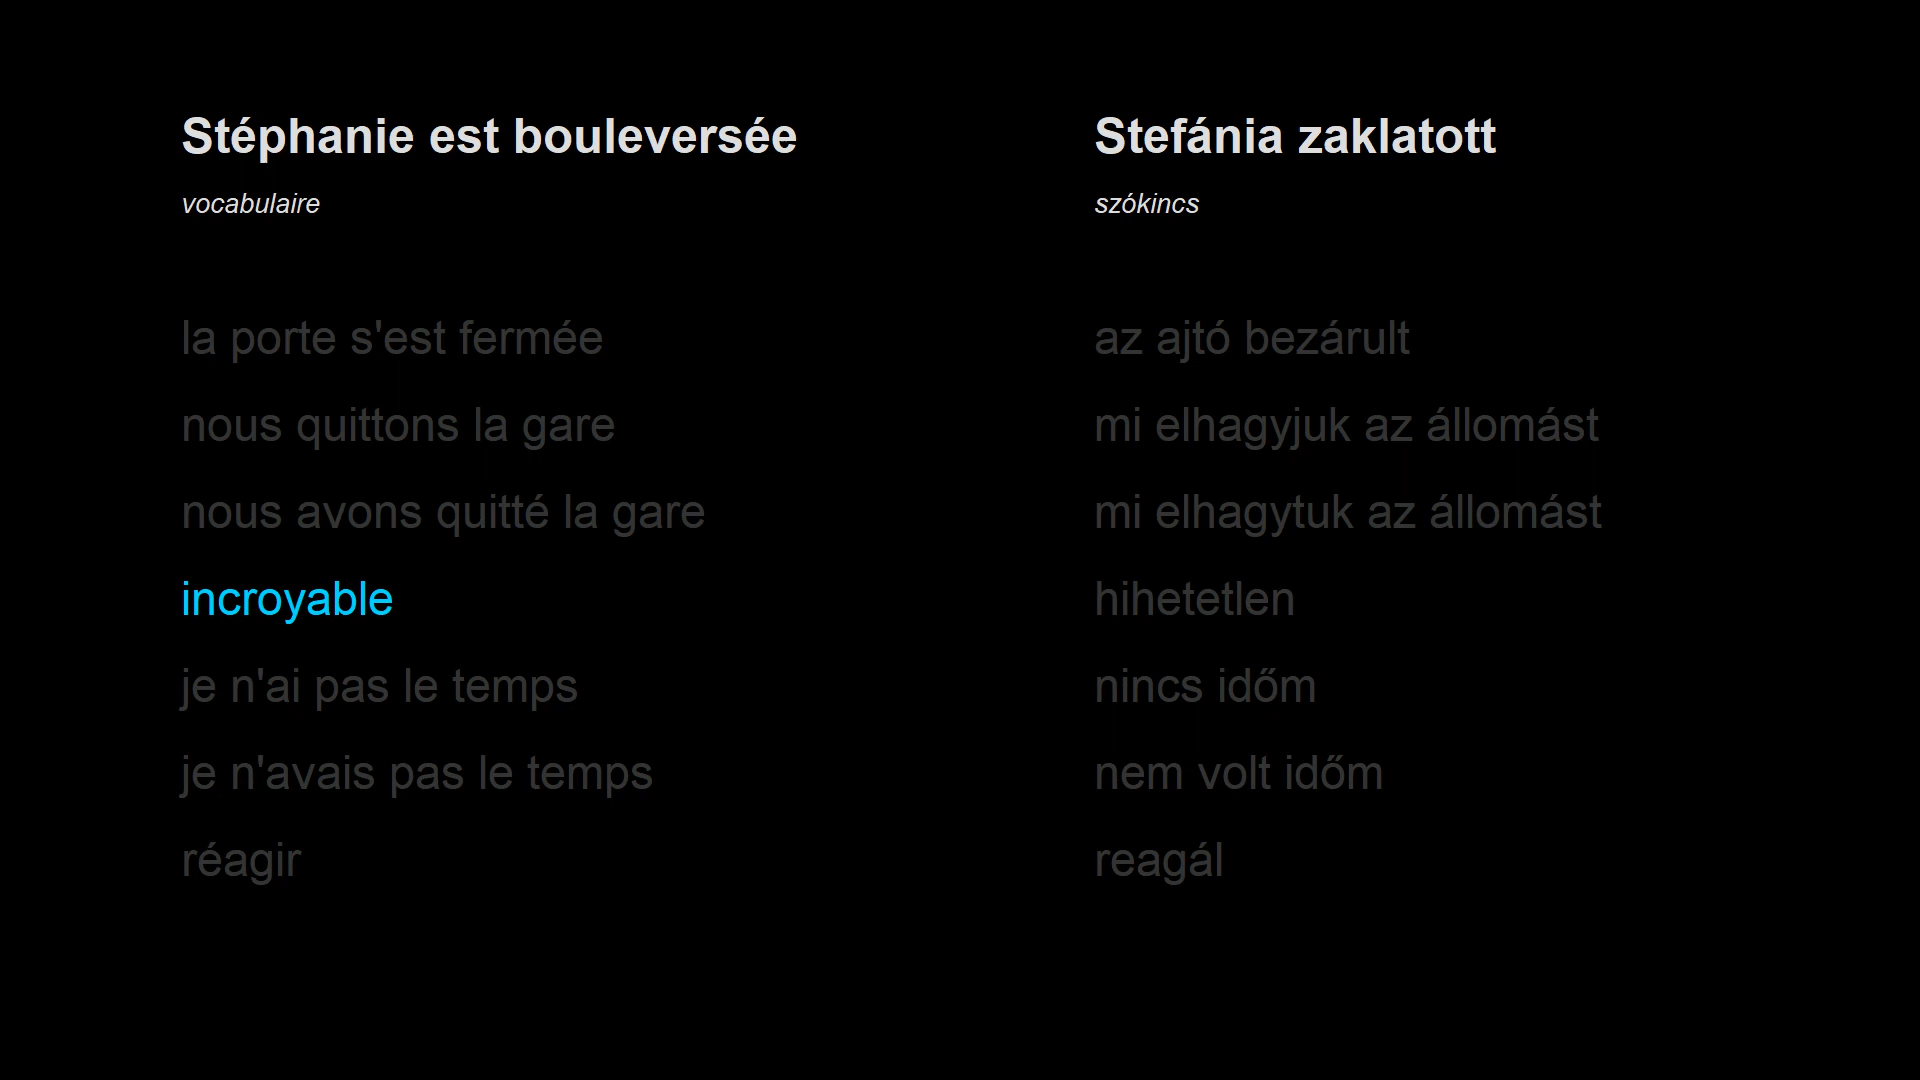 Stéphanie est bouleversée
vocabulaire
la porte s'est fermée
nous quittons la gare
nous avons quitté la gare
incroyable
je n'ai pas le temps
je n'avais pas le temps
réagir
Stefánia zaklatott
szókincs
az ajtó bezárult
mi elhagyjuk az állomást
mi elhagytuk az állomást
hihetetlen
nincs időm
nem volt időm
reagál